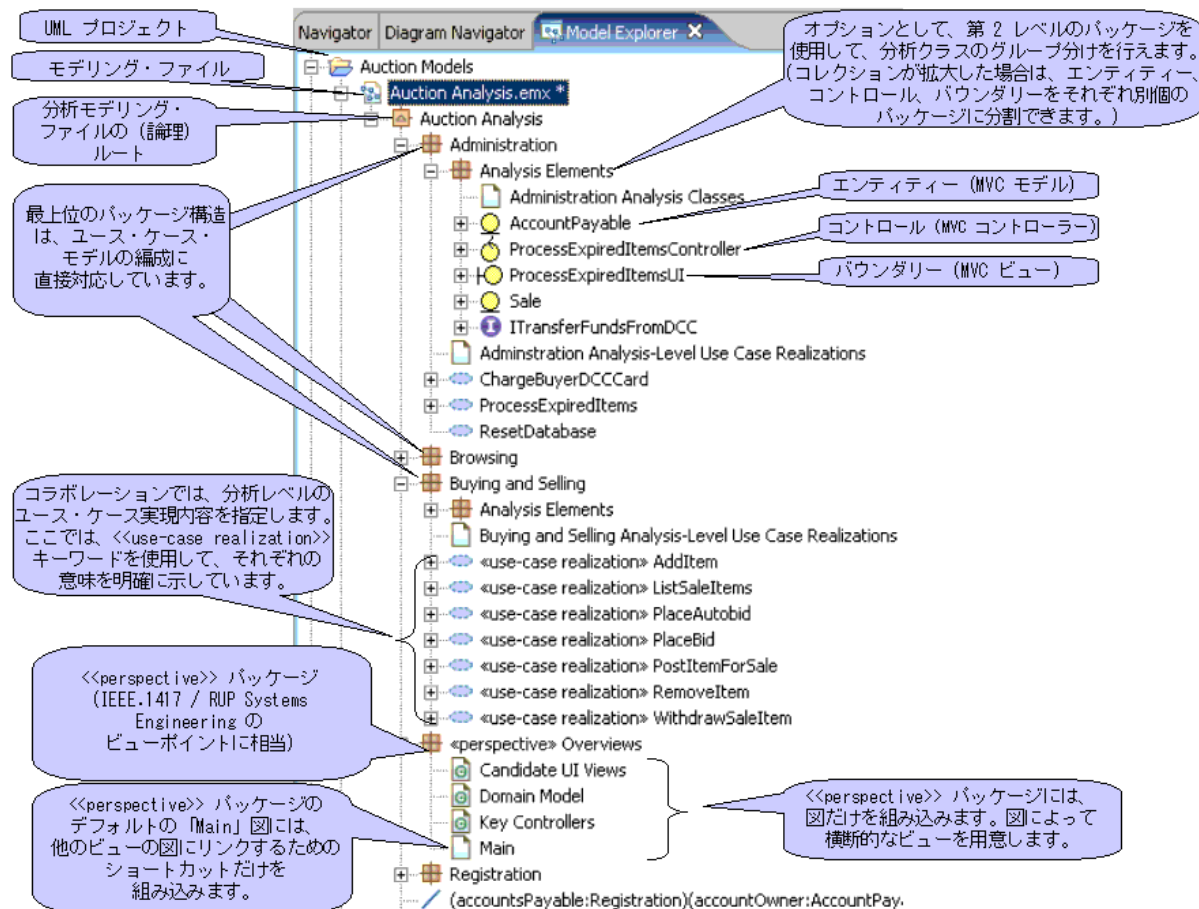 UML プロジェクト
モデリング・ファイル
分析モデリング・
ファイルの (論理)
ルート
最上位のパッケージ構造
は、ユース・ケース・
モデルの編成に
直接対応しています。
コラボレーションでは、分析レベルの
ユース・ケース実現内容を指定します。
ここでは、<<use-case realization>>
キーワードを使用して、それぞれの
意味を明確に示しています。
<<perspective>> パッケージ
(IEEE.1417 / RUP Systems
Engineering の
ビューポイントに相当)
<<perspective>> パッケージの
デフォルトの「Main」図には、
他のビューの図にリンクするための
ショートカットだけを
組み込みます。
Navigator Diagram Navigator Model Explorer
Auction Models
Auction Analysis.emx *
Auction Analysis
Administration
Analysis Elements
Administration Analysis Classes
AccountPayable
ProcessExpiredItemsController
ProcessExpiredItemsUI
Sale
ITransferFundsFromDCC
Adminstration Analysis-Level Use Case Realizations
ChargeBuyerDCCCard
ProcessExpiredItems
ResetDatabase
Browsing
Buying and Selling
Analysis Elements
Buying and Selling Analysis-Level Use Case Realizations
«use-case realization» AddItem
«use-case realization» ListSaleItems
«use-case realization» PlaceAutobid
«use-case realization» PlaceBid
«use-case realization» PostItemForSale
«use-case realization» RemoveItem
«use-case realization» WithdrawSaleItem
«perspective» Overviews
Candidate UI Views
Domain Model
Key Controllers
Main
Registration
(accountsPayable:Registration)(accountOwner:AccountPay.
オプションとして、第 2 レベルのパッケージを
使用して、分析クラスのグループ分けを行えます。
(コレクションが拡大した場合は、エンティティー、
コントロール、バウンダリーをそれぞれ別個の
パッケージに分割できます。)
エンティティー (MVC モデル)
コントロール (MVC コントローラー)
バウンダリー (MVC ビュー)
<<perspective>> パッケージには、
図だけを組み込みます。図によって
横断的なビューを用意します。